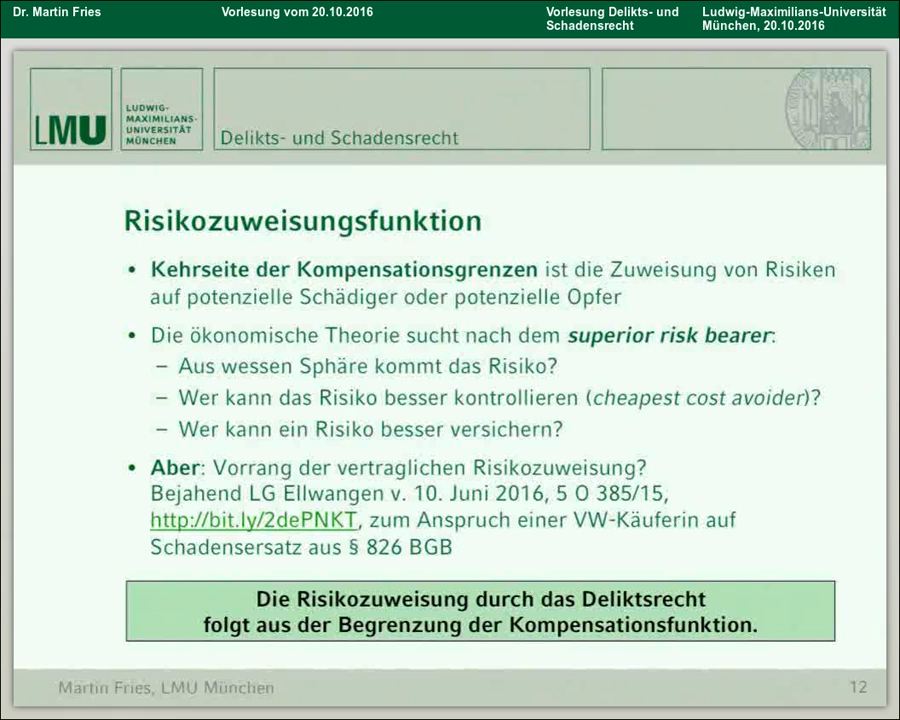 Dr. Martin Fries
Vorlesung vom 20.10.2016
Vorlesung Delikts- und
Schadensrecht
Ludwig-Maximilians-Universität
München, 20.10.2016
LMU
LUDWIG-
MAXIMILIANS-
UNIVERSITÄT
MÜNCHEN
Delikts- und Schadensrecht
Risikozuweisungsfunktion
• Kehrseite der Kompensationsgrenzen ist die Zuweisung von Risiken
auf potenzielle Schädiger oder potenzielle Opfer
• Die ökonomische Theorie sucht nach dem superior risk bearer:
– Aus wessen Sphäre kommt das Risiko?
– Wer kann das Risiko besser kontrollieren (cheapest cost avoider)?
– Wer kann ein Risiko besser versichern?
• Aber: Vorrang der vertraglichen Risikozuweisung?
Bejahend LG Ellwangen v. 10. Juni 2016, 5 O 385/15,
http://bit.ly/2dePNKT, zum Anspruch einer VW-Käuferin auf
Schadensersatz aus § 826 BGB
Die Risikozuweisung durch das Deliktsrecht
folgt aus der Begrenzung der Kompensationsfunktion.
Martin Fries, LMU München
12